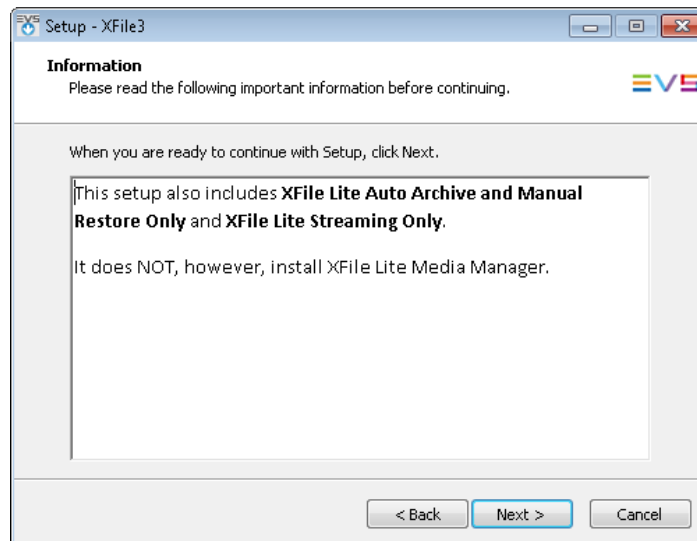 EVS
Setup - XFile3
Information
Please read the following important information before continuing.
EVS
When you are ready to continue with Setup, click Next.
This setup also includes XFile Lite Auto Archive and Manual
Restore Only and XFile Lite Streaming Only.
It does NOT, however, install XFile Lite Media Manager.
< Back
Next >
Cancel